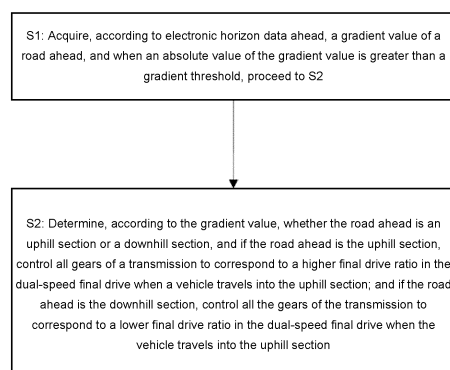 S1: Acquire, according to electronic horizon data ahead, a gradient value of a
road ahead, and when an absolute value of the gradient value is greater than a
gradient threshold, proceed to S2
S2: Determine, according to the gradient value, whether the road ahead is an
uphill section or a downhill section, and if the road ahead is the uphill section,
control all gears of a transmission to correspond to a higher final drive ratio in the
dual-speed final drive when a vehicle travels into the uphill section; and if the road
ahead is the downhill section, control all the gears of the transmission to
correspond to a lower final drive ratio in the dual-speed final drive when the
vehicle travels into the uphill section